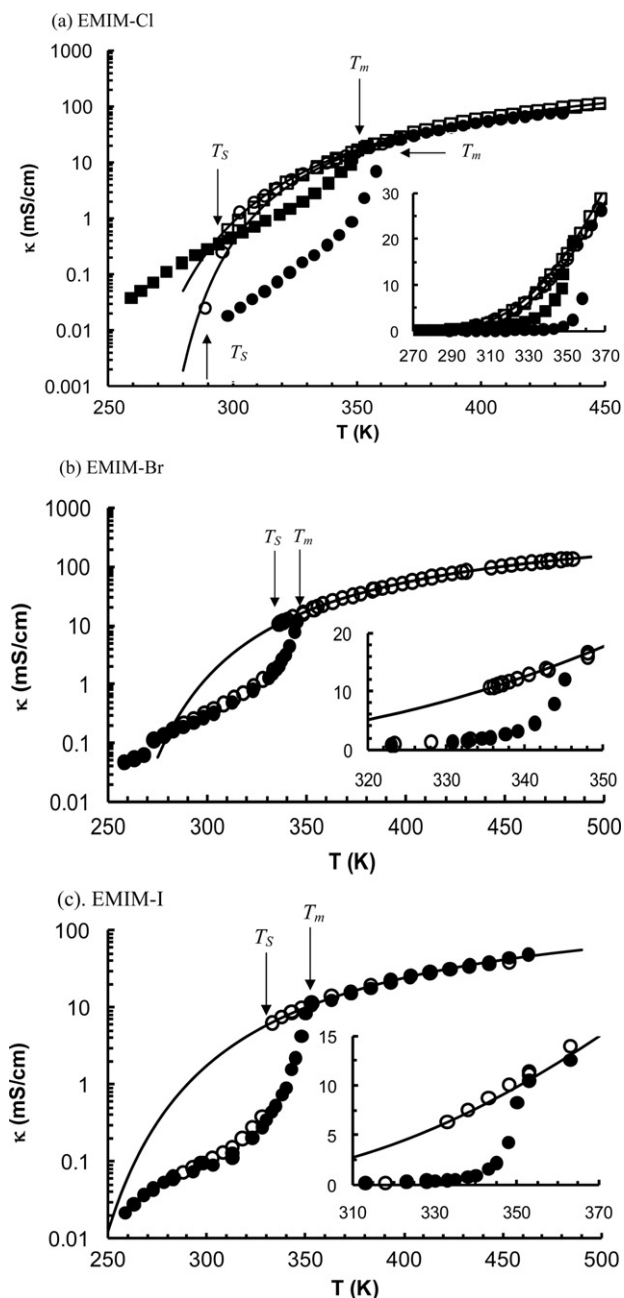 (a) EMIM-Cl
1000
100
10
1
0.1
0.01
0.001
κ (mS/cm)
T_m
T_S
T_m
T_S
30
20
10
0
270 290 310 330 350 370
250 300 350 400 450
T (K)
(b) EMIM-Br
1000
100
10
1
0.1
0.01
κ (mS/cm)
T_S T_m
20
15
10
5
0
320 330 340 350
250 300 350 400 450 500
T (K)
(c). EMIM-I
100
10
1
0.1
0.01
κ (mS/cm)
T_S T_m
15
10
5
0
310 330 350 370
250 300 350 400 450 500
T (K)